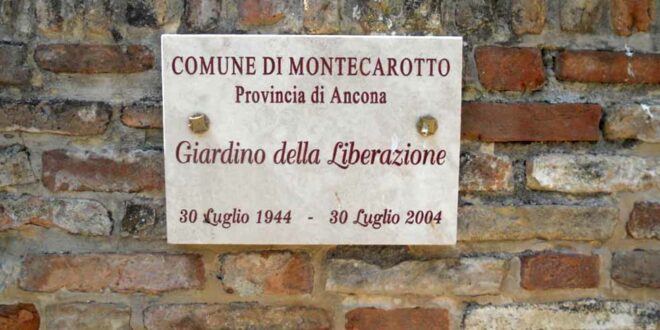 COMUNE DI MONTECAROTTO
Provincia di Ancona
Giardino della Liberazione
30 Luglio 1944 - 30 Luglio 2004